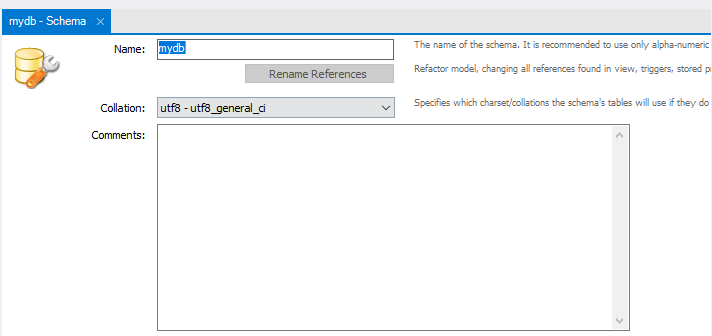 mydb - Schema ×
Name: mydb The name of the schema. It is recommended to use only alpha-numeric
Rename References Refactor model, changing all references found in view, triggers, stored
Collation: utf8 - utf8_general_ci Specifies which charset/collations the schema's tables will use if they do
Comments: